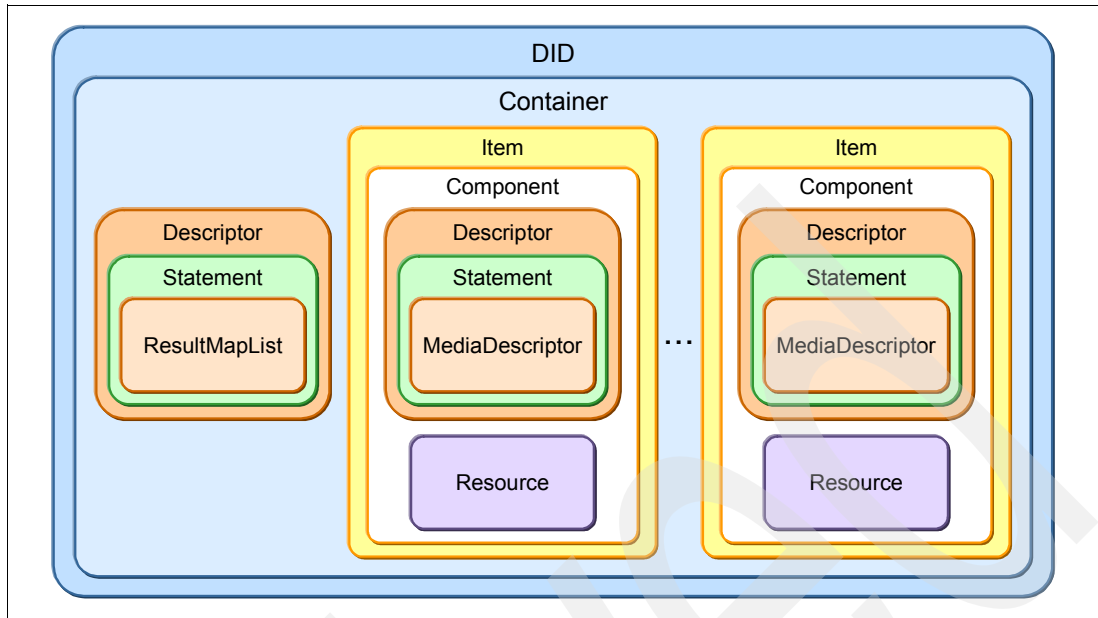 DID
Container
Item
Item
Component
Component
Descriptor
Descriptor
Descriptor
Statement
Statement
Statement
ResultMapList
MediaDescriptor
...
MediaDescriptor
Resource
Resource